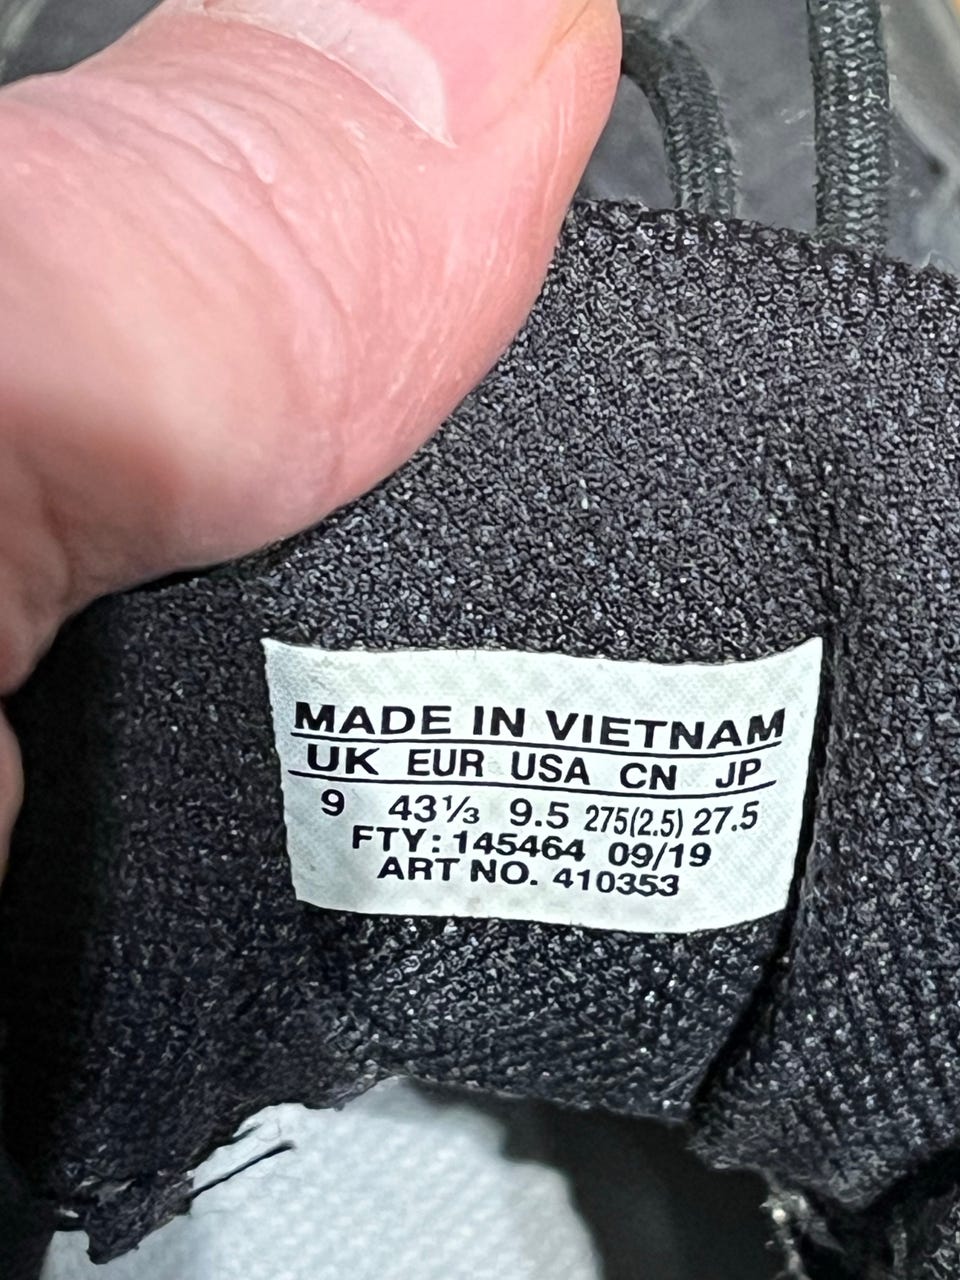 MADE IN VIETNAM
UK EUR USA CN JP
9 43⅓ 9.5 275(2.5) 27.5
FTY: 145464 09/19
ART NO. 410353